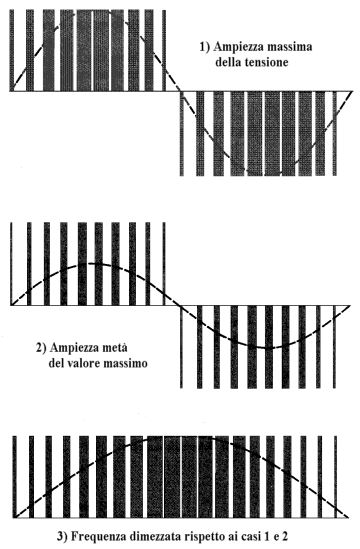 1) Ampiezza massima
della tensione
2) Ampiezza metà
del valore massimo
3) Frequenza dimezzata rispetto ai casi 1 e 2